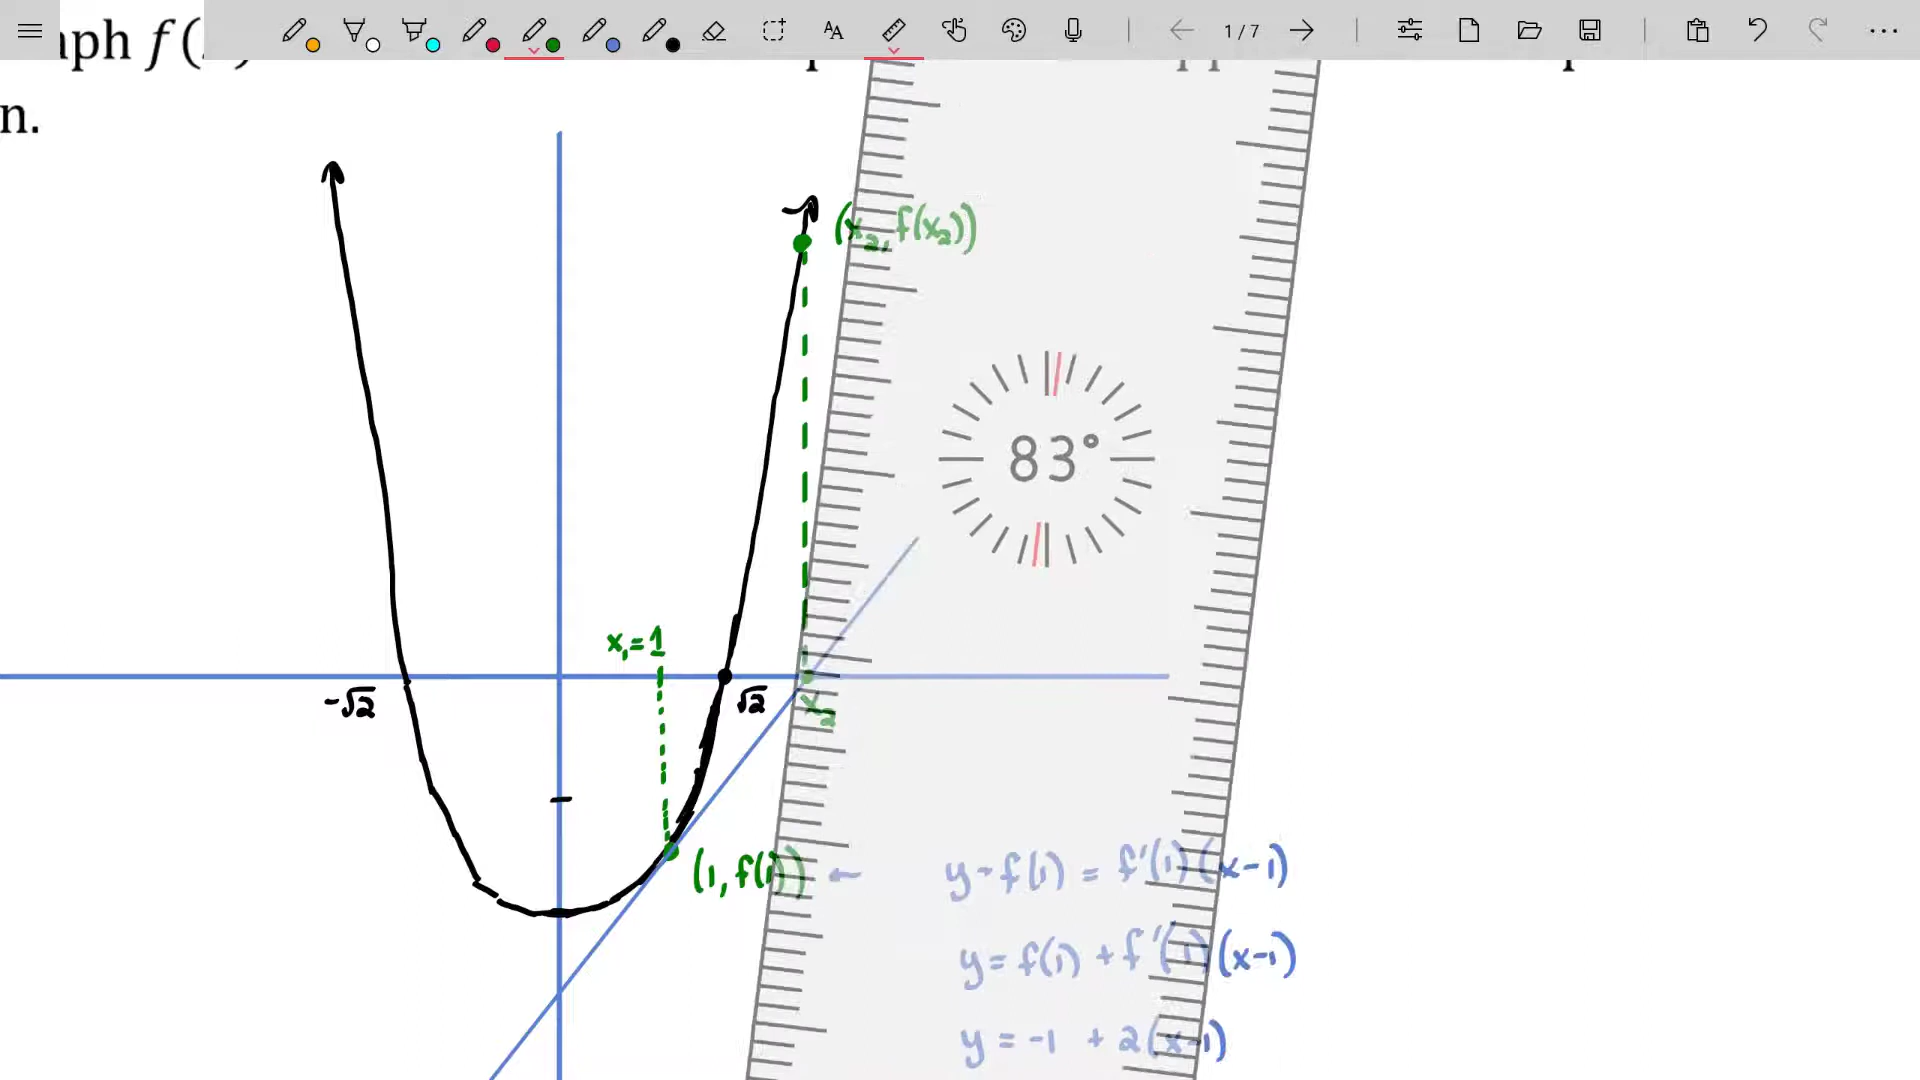 1 / 7
aph f(
n.
(x₂, f(x₂))
83°
x₁=1
-√2
√2
x₂
(1, f(1)) ← y - f(1) = f'(1)(x-1)
y = f(1) + f'(1)(x-1)
y = -1 + 2(x-1)